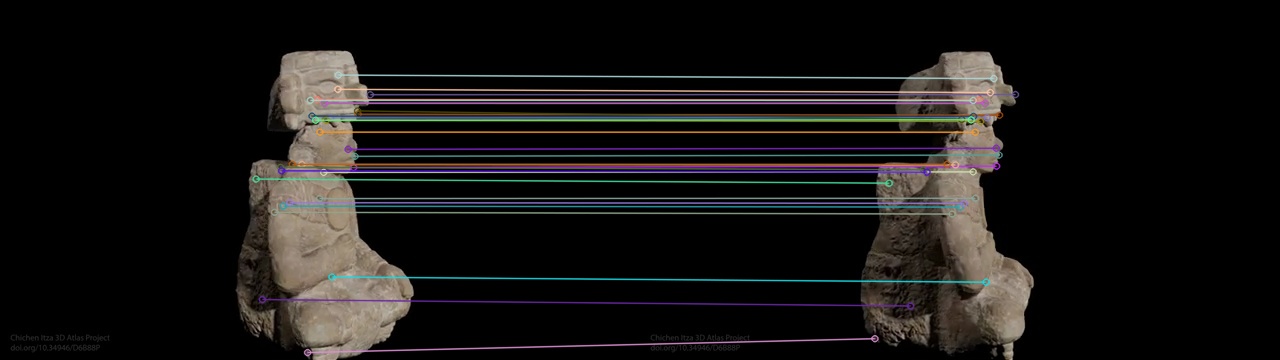 Chichen Itza 3D Atlas Project
doi.org/10.34946/D6B88P
Chichen Itza 3D Atlas Project
doi.org/10.34946/D6B88P